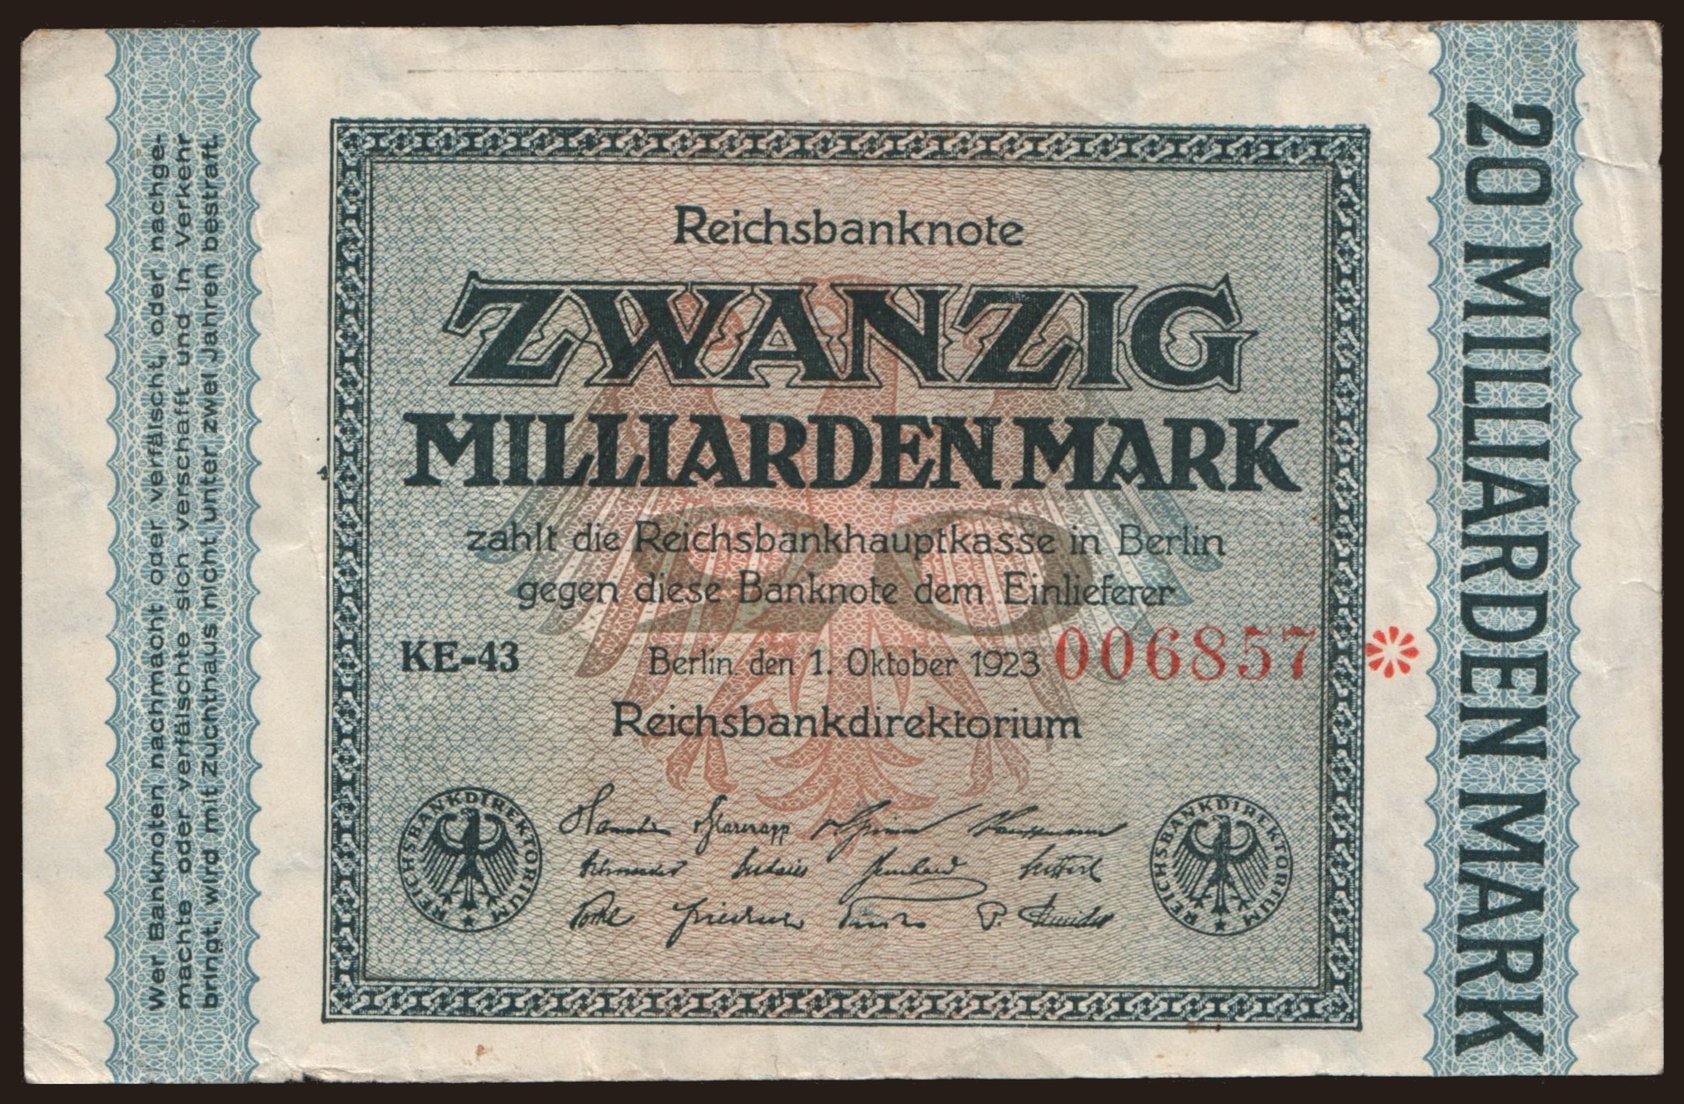 Wer Banknoken nachmacht oder verfälscht, oder nachge-
machte oder verfälschte sich verschafft und in Verkehr
bringt, wird mit Zuchthaus nicht unter zwei Jahren bestraft.
Reichsbanknote
ZWANZIG
MILLIARDEN MARK
20
zahlt die Reichsbankhauptkasse in Berlin
gegen diese Banknote dem Einlieferer
KE-43 Berlin den 1. Oktober 1923 006857
Reichsbankdirektorium
REICHSBANKDIREKTORIUM
REICHSBANKDIREKTORIUM
20 MILLIARDEN MARK